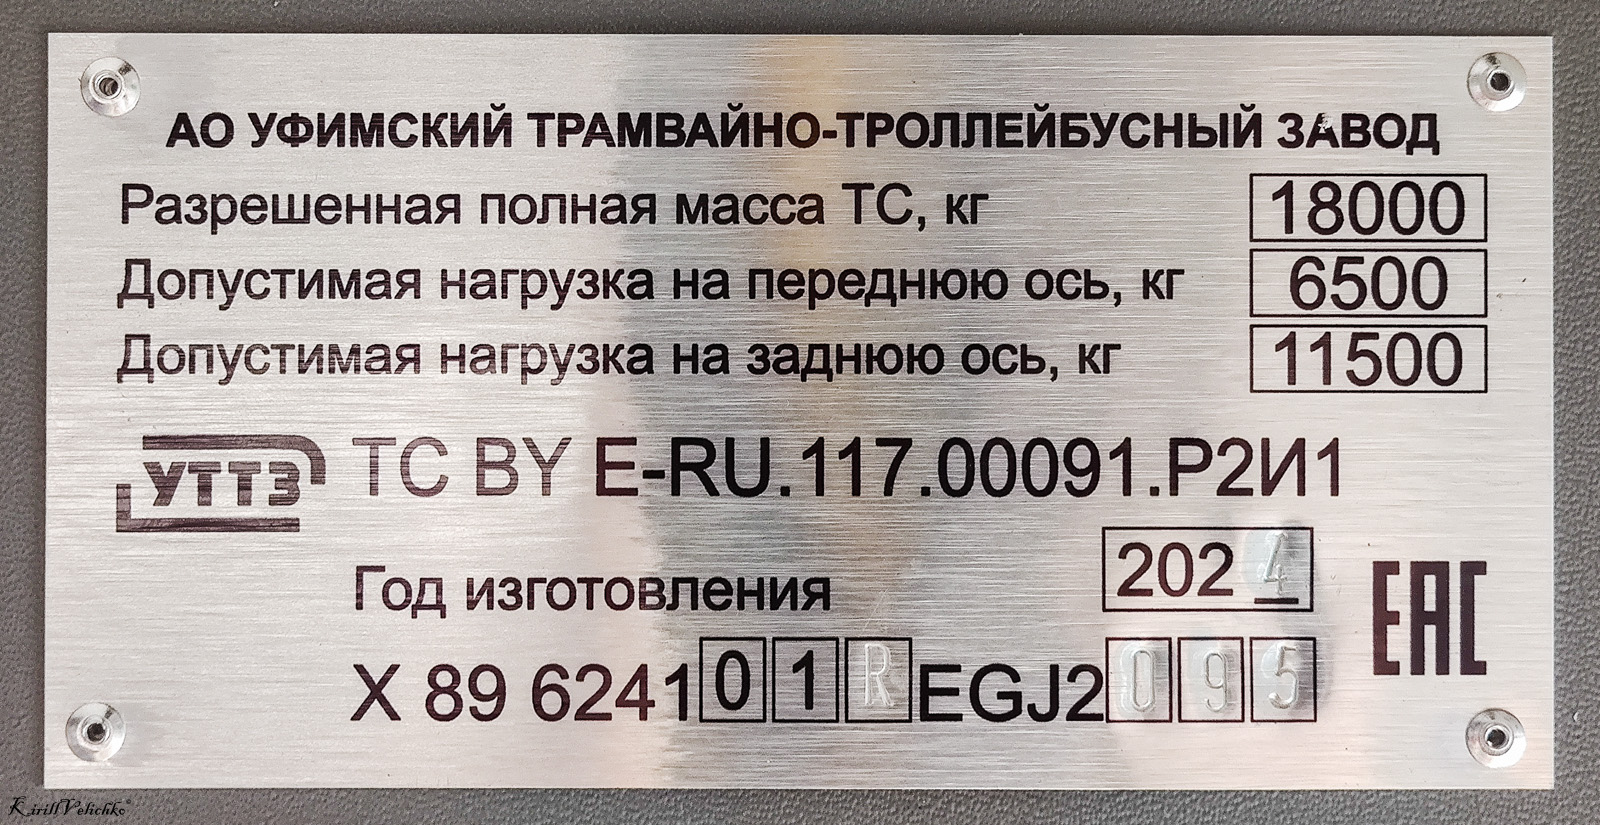 АО УФИМСКИЙ ТРАМВАЙНО-ТРОЛЛЕЙБУСНЫЙ ЗАВОД
Разрешенная полная масса ТС, кг 18000
Допустимая нагрузка на переднюю ось, кг 6500
Допустимая нагрузка на заднюю ось, кг 11500
УТТЗ ТС BY E-RU.117.00091.Р2И1
Год изготовления 2024
EAC
X 89 624101REGJ2095
KirillVelichko